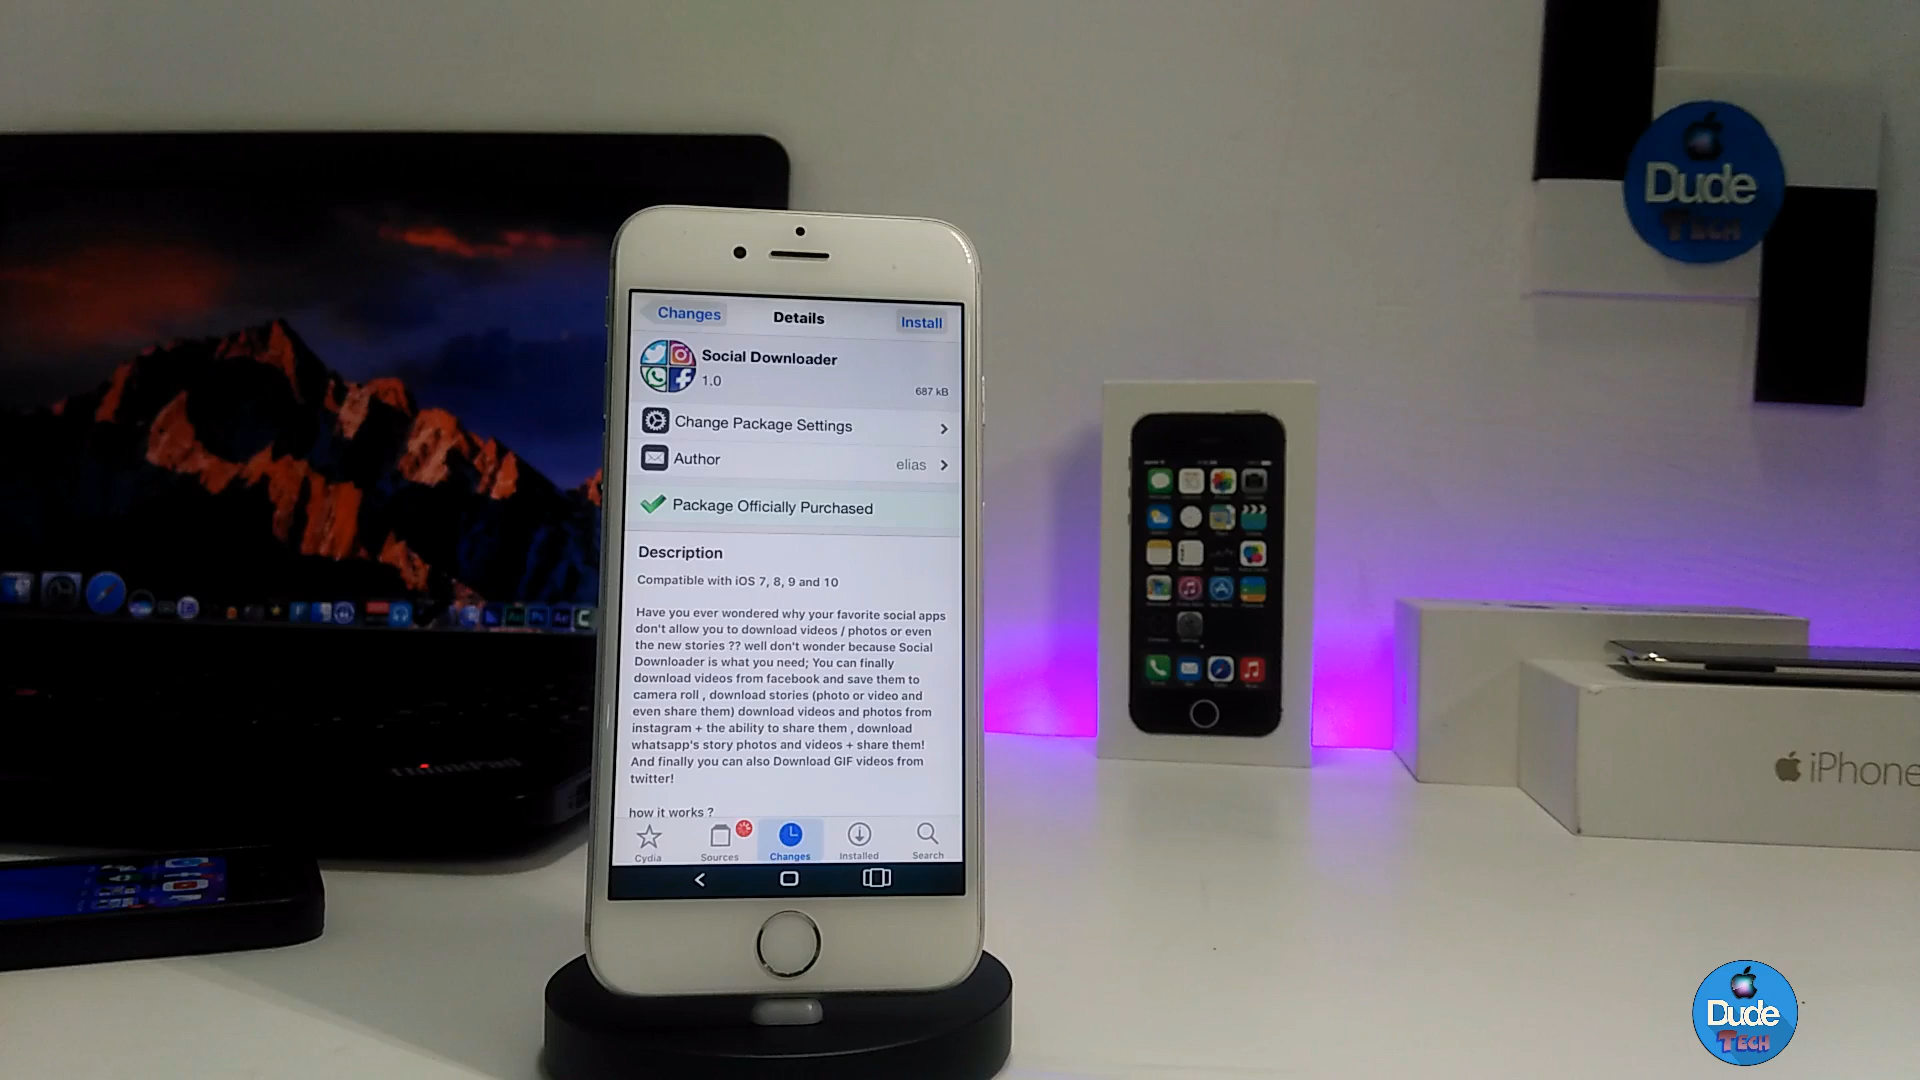 Dude
Tech
Changes
Details
Install
Social Downloader
1.0
687 kB
Change Package Settings
Author
elias
Package Officially Purchased
Description
Compatible with iOS 7, 8, 9 and 10
Have you ever wondered why your favorite social apps
don't allow you to download videos / photos or even
the new stories ?? well don't wonder because Social
Downloader is what you need; You can finally
download videos from facebook and save them to
camera roll , download stories (photo or video and
even share them) download videos and photos from
instagram + the ability to share them , download
whatsapp's story photos and videos + share them!
And finally you can also Download GIF videos from
twitter!
how it works ?
Cydia
Sources
Changes
Installed
Search
ThinkPad
iPhone
Dude
Tech